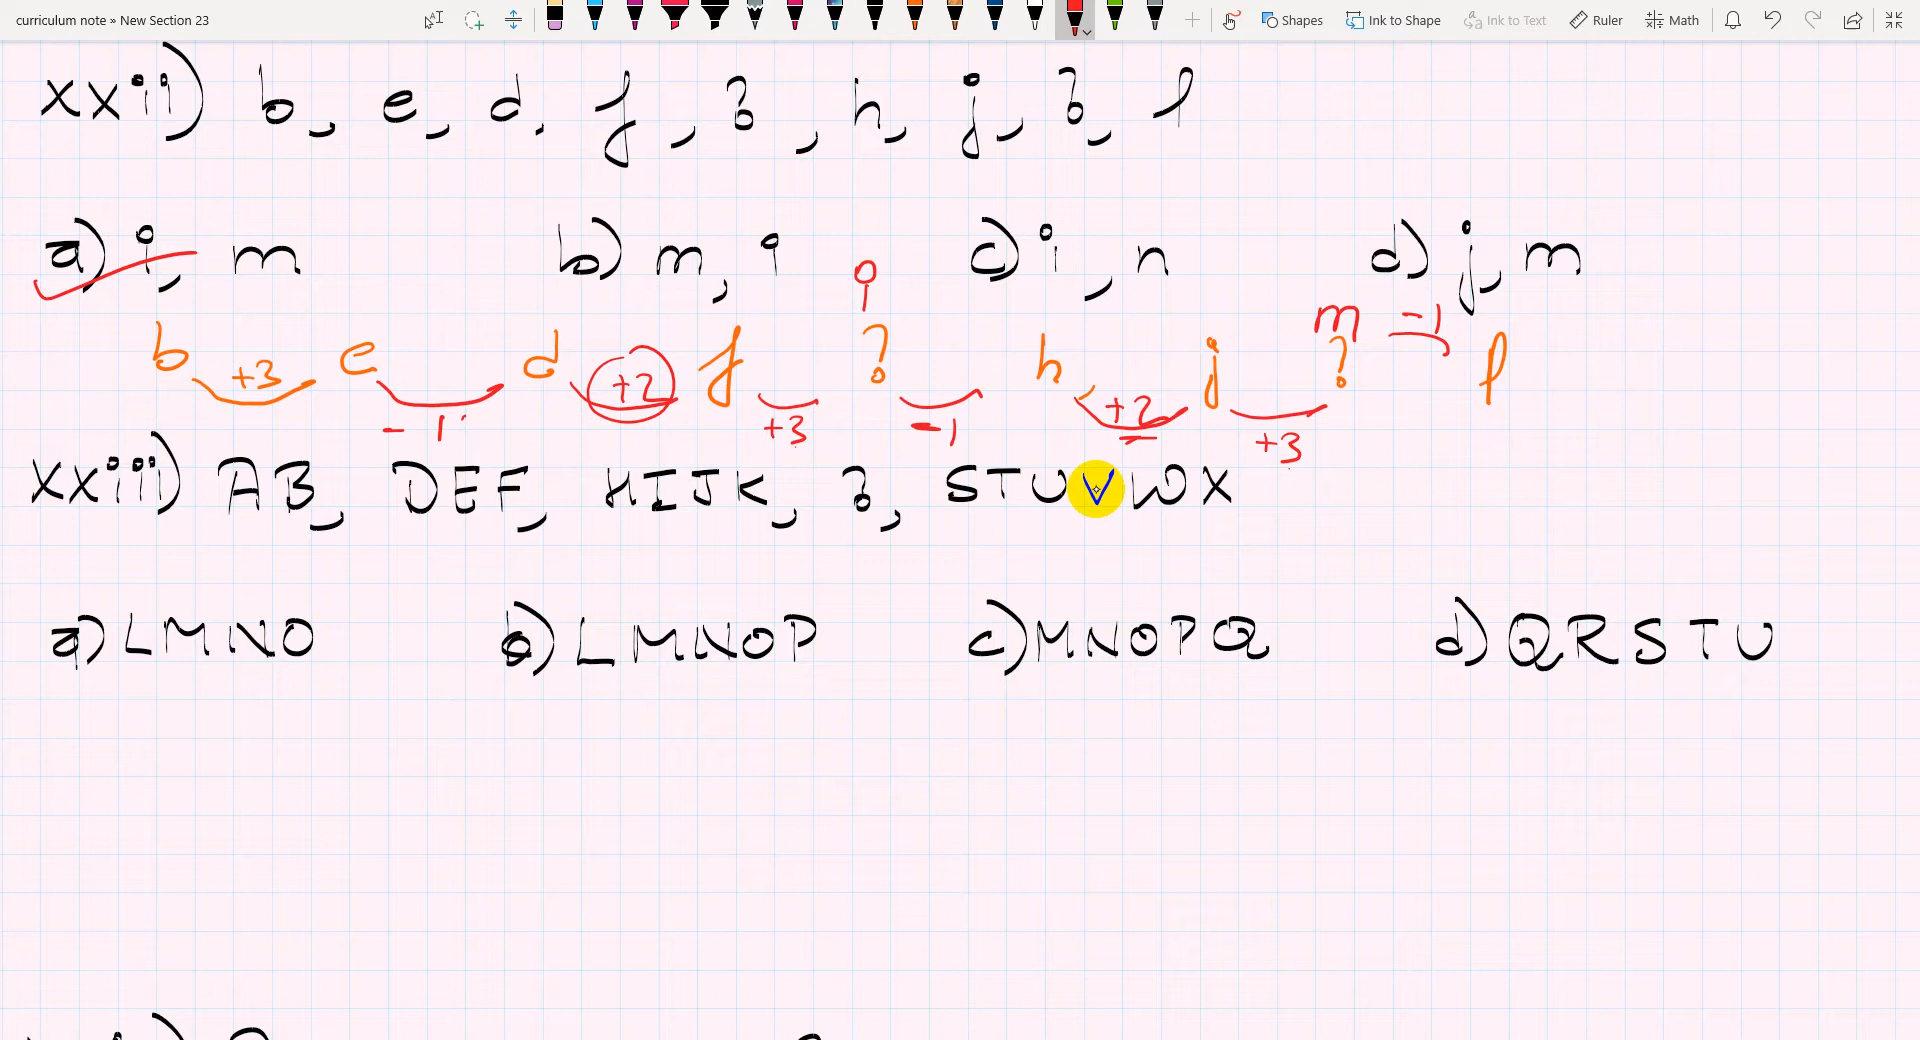 curriculum note » New Section 23 Shapes Ink to Shape Ink to Text Ruler Math
xxii) b, e, d, f, ?, h, j, ?, l
a) i, m b) m, i c) i, n d) j, m
i m -1
b +3 e -1 d +2 f +3 ? -1 h +2 j +3 ? l
xxiii) AB, DEF, HIJK, ?, STUVWX
a) LMNO b) LMNOP c) MNOPQ d) QRSTU